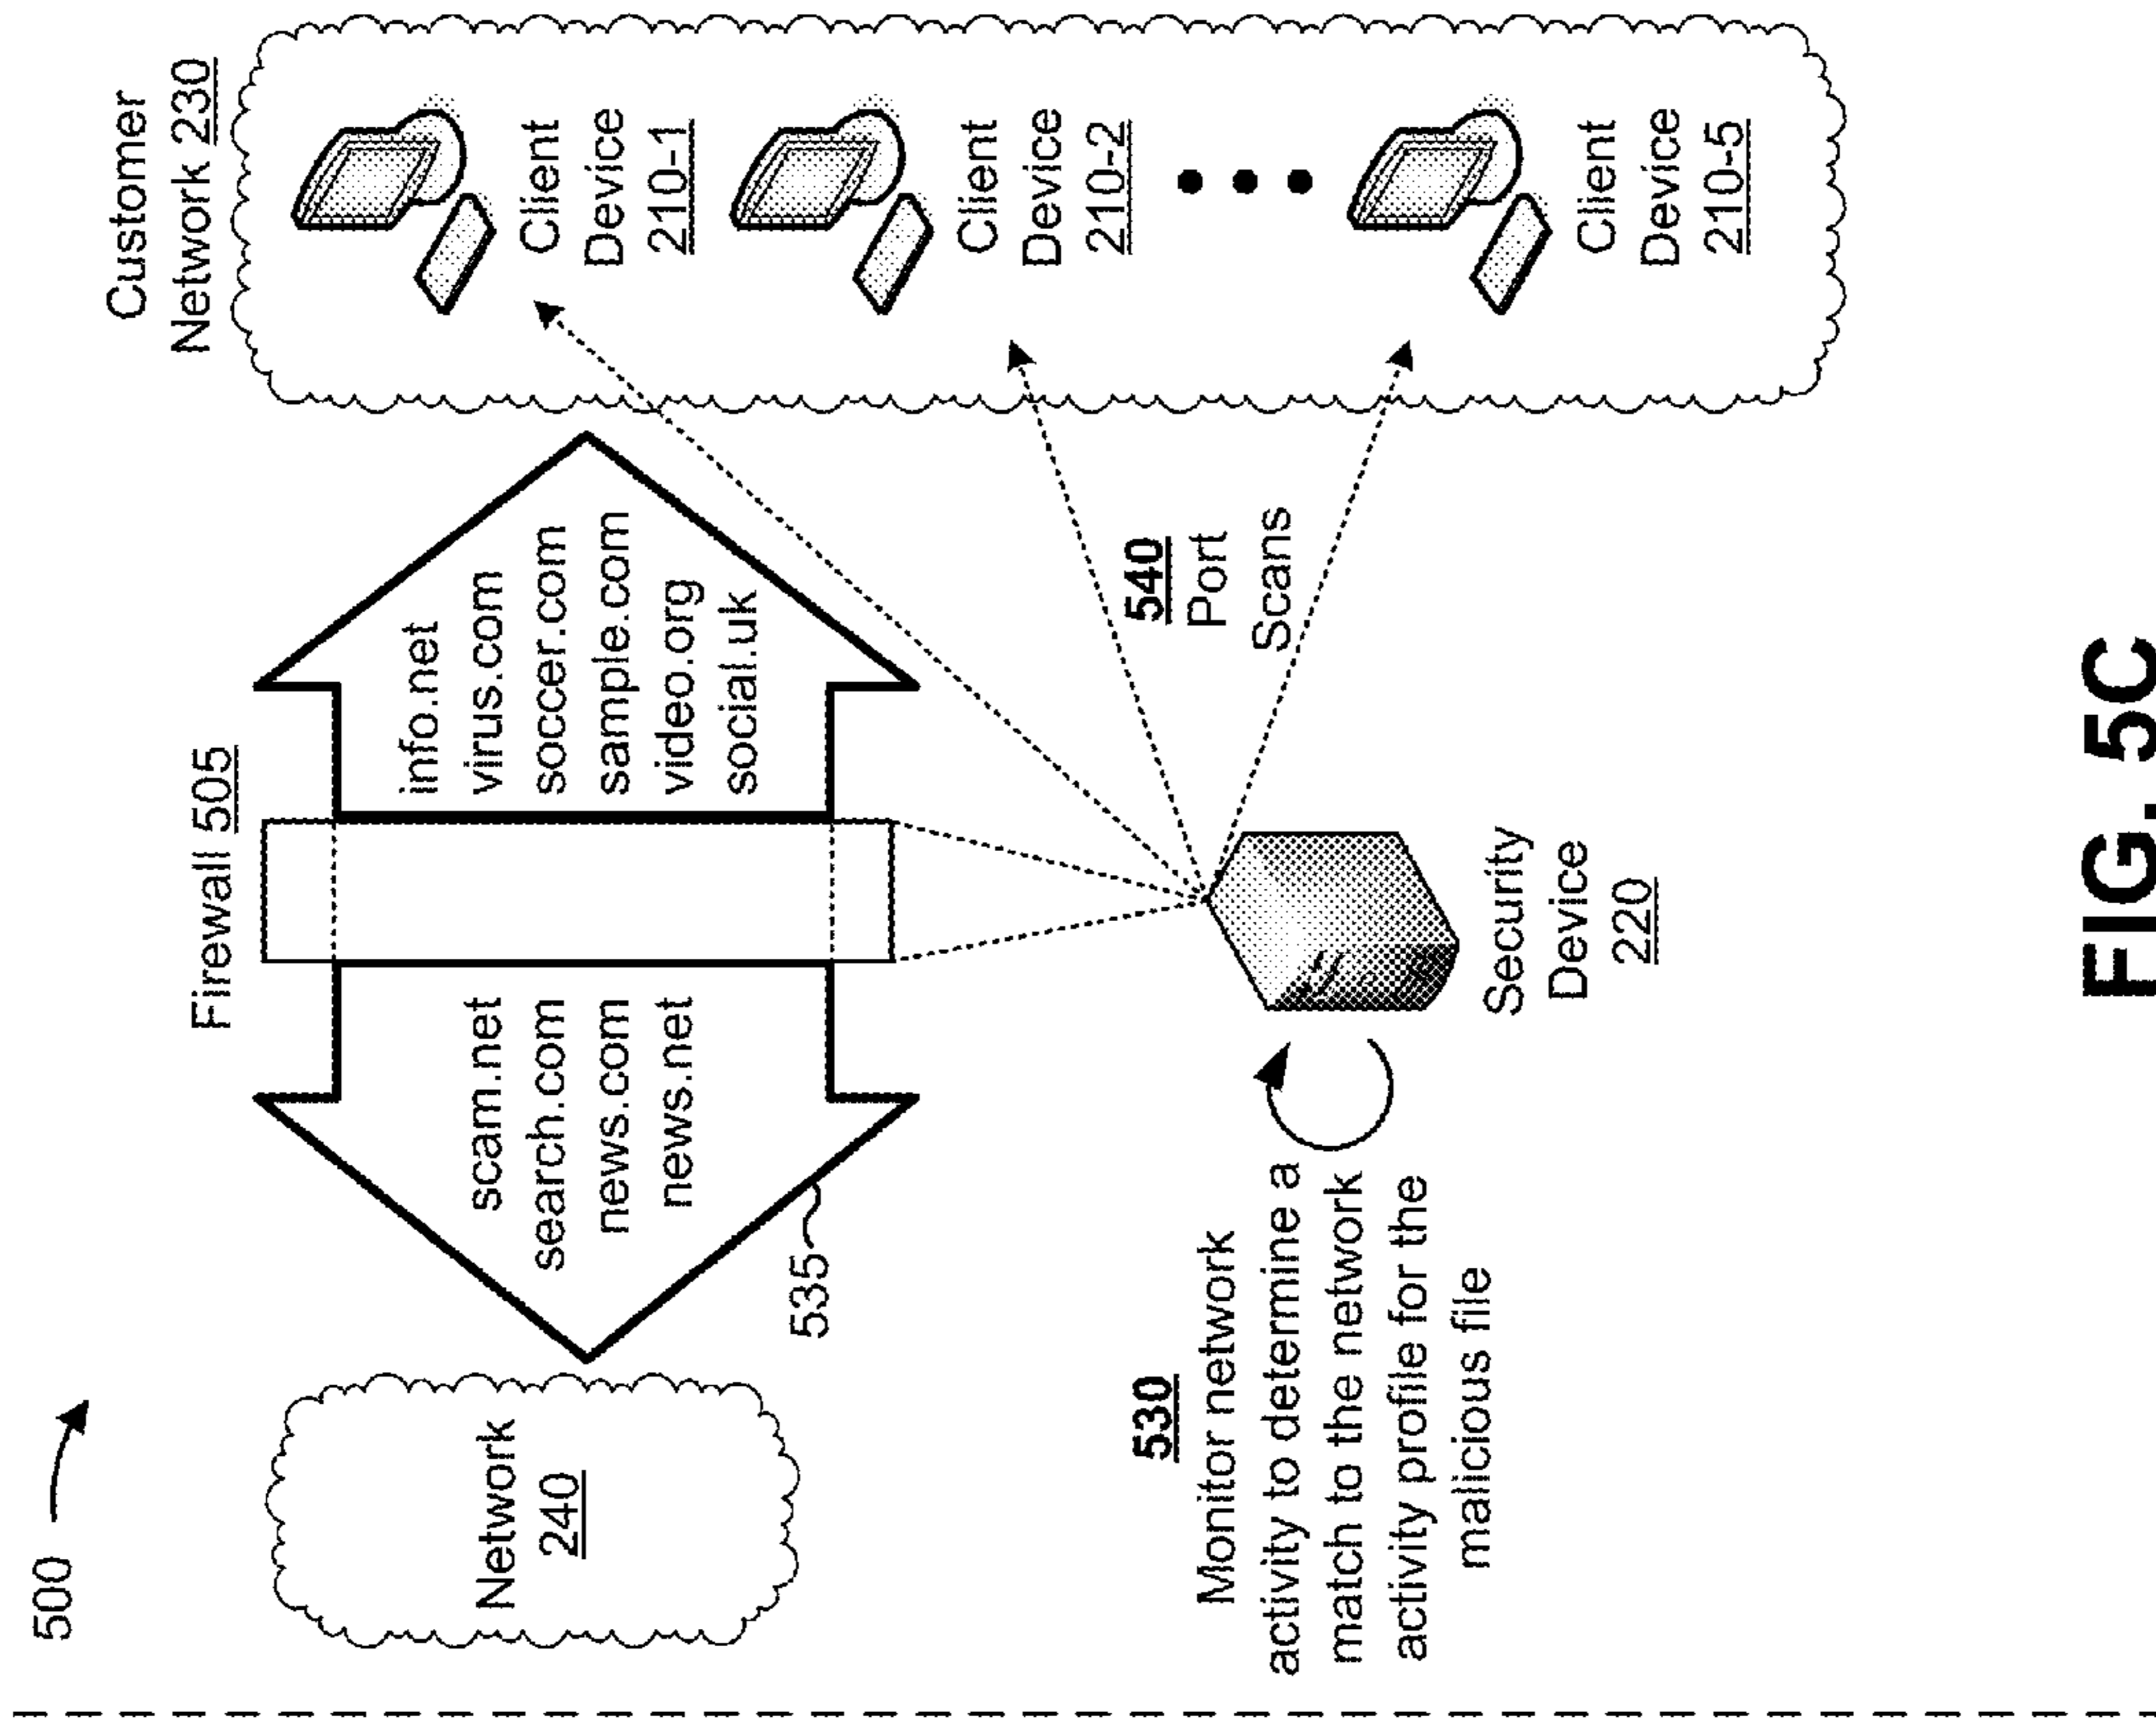 500
Firewall 505
Customer
Network 230
Network
240
scam.net
search.com
news.com
news.net
535
info.net
virus.com
soccer.com
sample.com
video.org
social.uk
Client
Device
210-1
Client
Device
210-2
Client
Device
210-5
540
Port
Scans
530
Monitor network
activity to determine a
match to the network
activity profile for the
malicious file
Security
Device
220
FIG. 5C